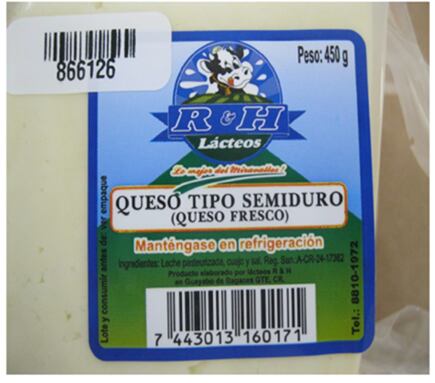 866126
Peso: 450 g
R & H
Lácteos
Lo mejor del Miravalles!
QUESO TIPO SEMIDURO
(QUESO FRESCO)
Manténgase en refrigeración
Ingredientes: Leche pasteurizada, cuajo y sal. Reg. San.:A-CR-24-17362
Producto elaborado por lácteos R & H
en Guayabo de Bagaces GTE, CR.
7 443013 160171
Lote y consumir antes de: ver empaque
Tel.: 8810-1972